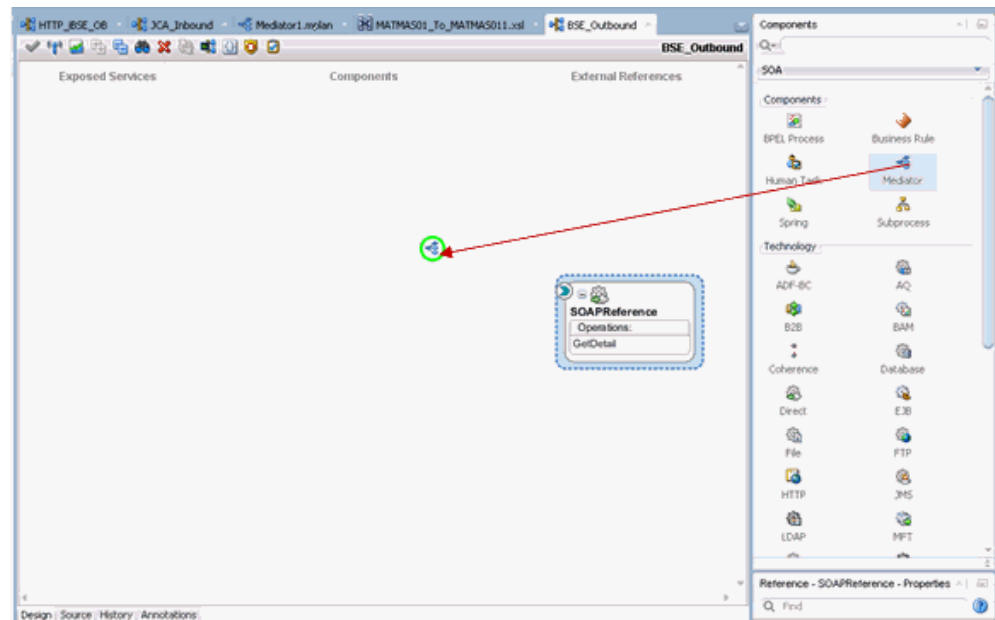 HTTP_iBSE_OB JCA_Inbound Mediator1.mplan MATMAS01_To_MATMAS011.xsl BSE_Outbound
BSE_Outbound
Exposed Services Components External References
SOAPReference
Operations:
GetDetail
Design Source History Annotations
Components
SOA
Components
BPEL Process Business Rule
Human Task Mediator
Spring Subprocess
Technology
ADF-BC AQ
B2B BAM
Coherence Database
Direct EJB
File FTP
HTTP JMS
LDAP MFT
Reference - SOAPReference - Properties
Find